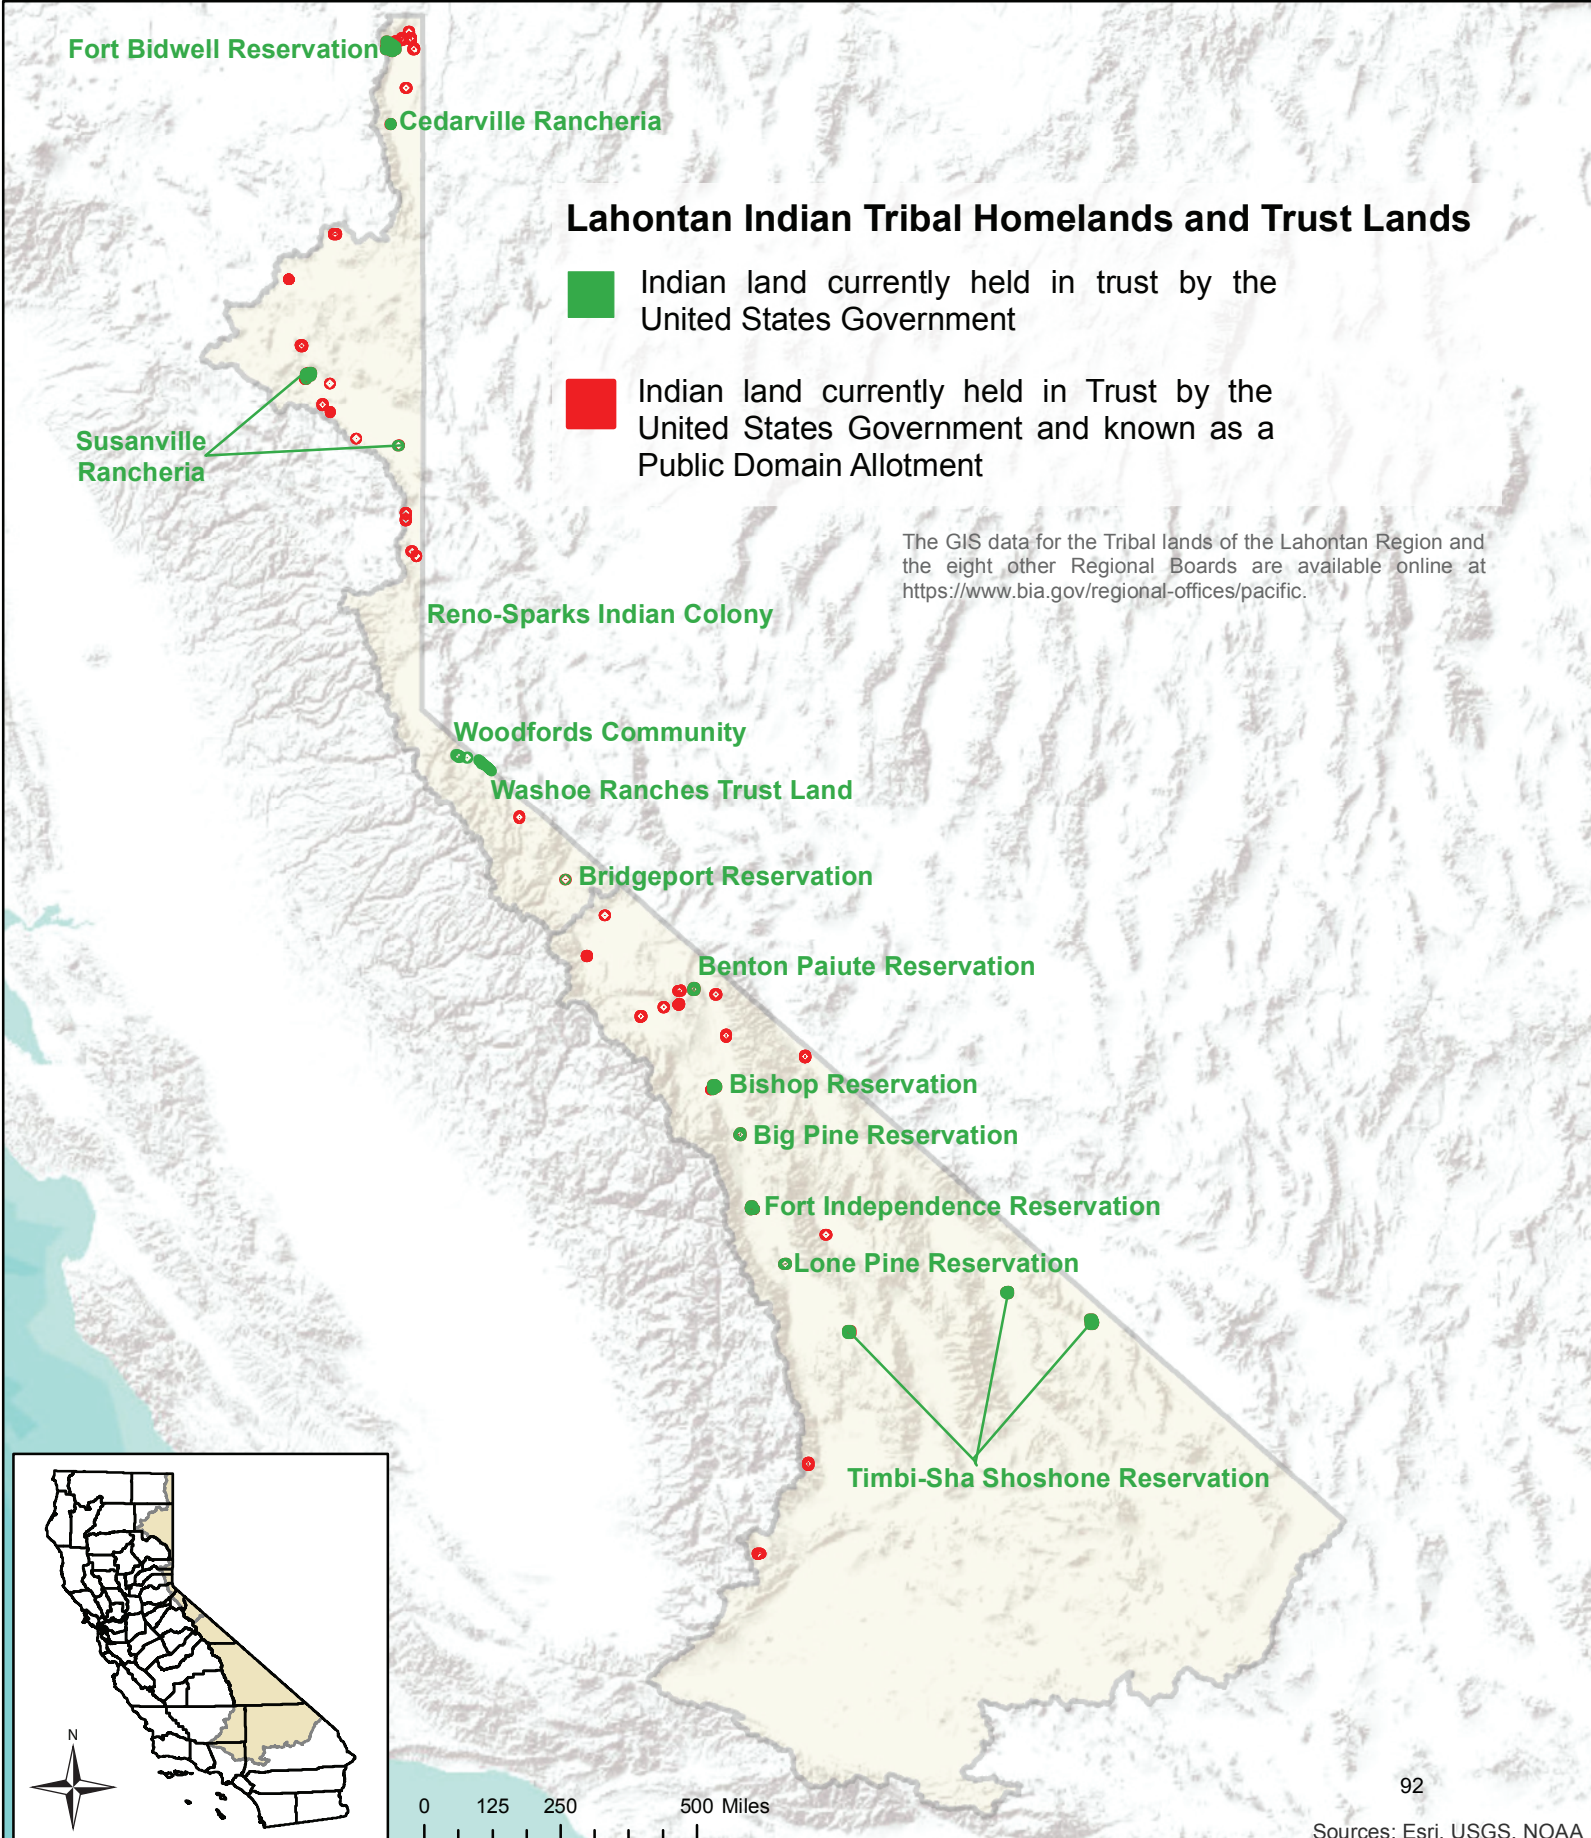 Fort Bidwell Reservation
Cedarville Rancheria
Lahontan Indian Tribal Homelands and Trust Lands
Indian land currently held in trust by the
United States Government
Indian land currently held in Trust by the
United States Government and known as a
Public Domain Allotment
Susanville
Rancheria
The GIS data for the Tribal lands of the Lahontan Region and
the eight other Regional Boards are available online at
https://www.bia.gov/regional-offices/pacific.
Reno-Sparks Indian Colony
Woodfords Community
Washoe Ranches Trust Land
Bridgeport Reservation
Benton Paiute Reservation
Bishop Reservation
Big Pine Reservation
Fort Independence Reservation
Lone Pine Reservation
Timbi-Sha Shoshone Reservation
N
0 125 250 500 Miles
92
Sources: Esri, USGS, NOAA